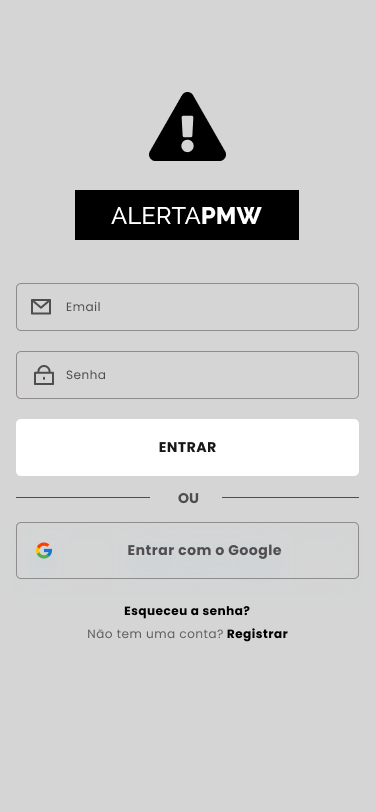 ALERTAPMW
Email
Senha
ENTRAR
OU
Entrar com o Google
Esqueceu a senha?
Não tem uma conta? Registrar